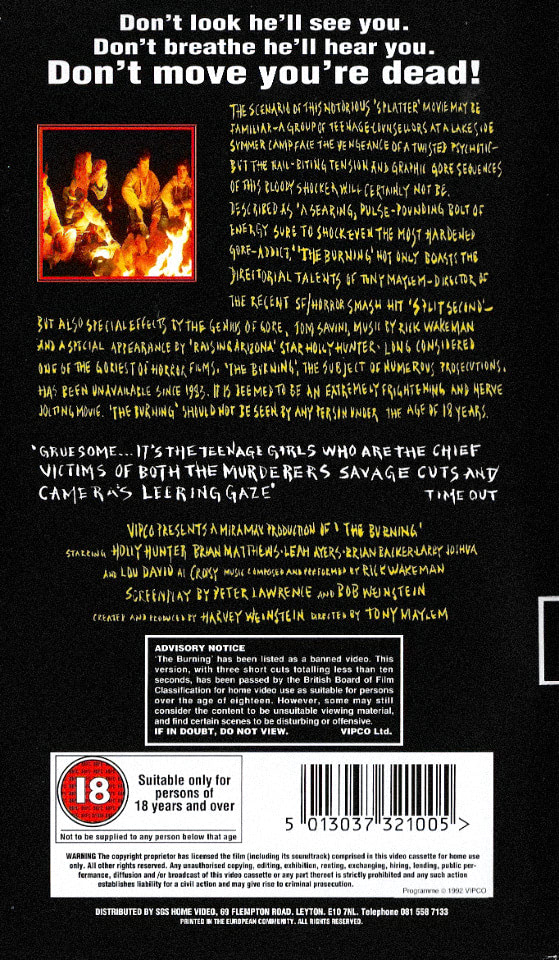 Don't look he'll see you.
Don't breathe he'll hear you.
Don't move you're dead!
THE SCENARIO OF THIS NOTORIOUS 'SPLATTER' MOVIE MAY BE
FAMILIAR-A GROUP OF TEENAGE-COUNSELLORS AT A LAKESIDE
SUMMER CAMP FACE THE VENGEANCE OF A TWISTED PSYCHOTIC-
BUT THE NAIL-BITING TENSION AND GRAPHIC GORE SEQUENCES
OF THIS BLOODY SHOCKER WILL CERTAINLY NOT BE.
DESCRIBED AS 'A SEARING, PULSE-POUNDING BOLT OF
ENERGY SURE TO SHOCK EVEN THE MOST HARDENED
GORE-ADDICT,' 'THE BURNING' NOT ONLY BOASTS THE
DIRECTORIAL TALENTS OF TONY MAYLEM-DIRECTOR OF
THE RECENT SF/HORROR SMASH HIT 'SPLIT SECOND'-
BUT ALSO SPECIAL EFFECTS BY THE GENIUS OF GORE, TOM SAVINI, MUSIC BY RICK WAKEMAN
AND A SPECIAL APPEARANCE BY 'RAISING ARIZONA' STAR HOLLY HUNTER. LONG CONSIDERED
ONE OF THE GORIEST OF HORROR FILMS, 'THE BURNING', THE SUBJECT OF NUMEROUS PROSECUTIONS,
HAS BEEN UNAVAILABLE SINCE 1983. IT IS DEEMED TO BE AN EXTREMELY FRIGHTENING AND NERVE
JOLTING MOVIE. 'THE BURNING' SHOULD NOT BE SEEN BY ANY PERSON UNDER THE AGE OF 18 YEARS.
'GRUESOME... IT'S THE TEENAGE GIRLS WHO ARE THE CHIEF
VICTIMS OF BOTH THE MURDERERS SAVAGE CUTS AND
CAMERA'S LEERING GAZE' TIME OUT
VIPCO PRESENTS A MIRAMAX PRODUCTION OF 'THE BURNING'
STARRING HOLLY HUNTER BRIAN MATTHEWS·LEAH AYERS·BRIAN BACKER·LARRY JOSHUA
AND LOU DAVID AS CROPSY MUSIC COMPOSED AND PERFORMED BY RICK WAKEMAN
SCREENPLAY BY PETER LAWRENCE AND BOB WEINSTEIN
CREATED AND PRODUCED BY HARVEY WEINSTEIN DIRECTED BY TONY MAYLEM
ADVISORY NOTICE
'The Burning' has been listed as a banned video. This
version, with three short cuts totalling less than ten
seconds, has been passed by the British Board of Film
Classification for home video use as suitable for persons
over the age of eighteen. However, some may still
consider the content to be unsuitable viewing material,
and find certain scenes to be disturbing or offensive.
IF IN DOUBT, DO NOT VIEW. VIPCO Ltd.
18
Suitable only for
persons of
18 years and over
Not to be supplied to any person below that age
5 013037 321005 >
WARNING The copyright proprietor has licensed the film (including its soundtrack) comprised in this video cassette for home use
only. All other rights reserved. Any unauthorised copying, editing, exhibition, renting, exchanging, hiring, lending, public per-
formance, diffusion and /or broadcast of this video cassette or any part thereof is strictly prohibited and any such action
establishes liability for a civil action and may give rise to criminal prosecution.
Programme © 1992 VIPCO
DISTRIBUTED BY SGS HOME VIDEO, 69 FLEMPTON ROAD, LEYTON. E10 7NL. Telephone 081 558 7133
PRINTED IN THE EUROPEAN COMMUNITY. ALL RIGHTS RESERVED.